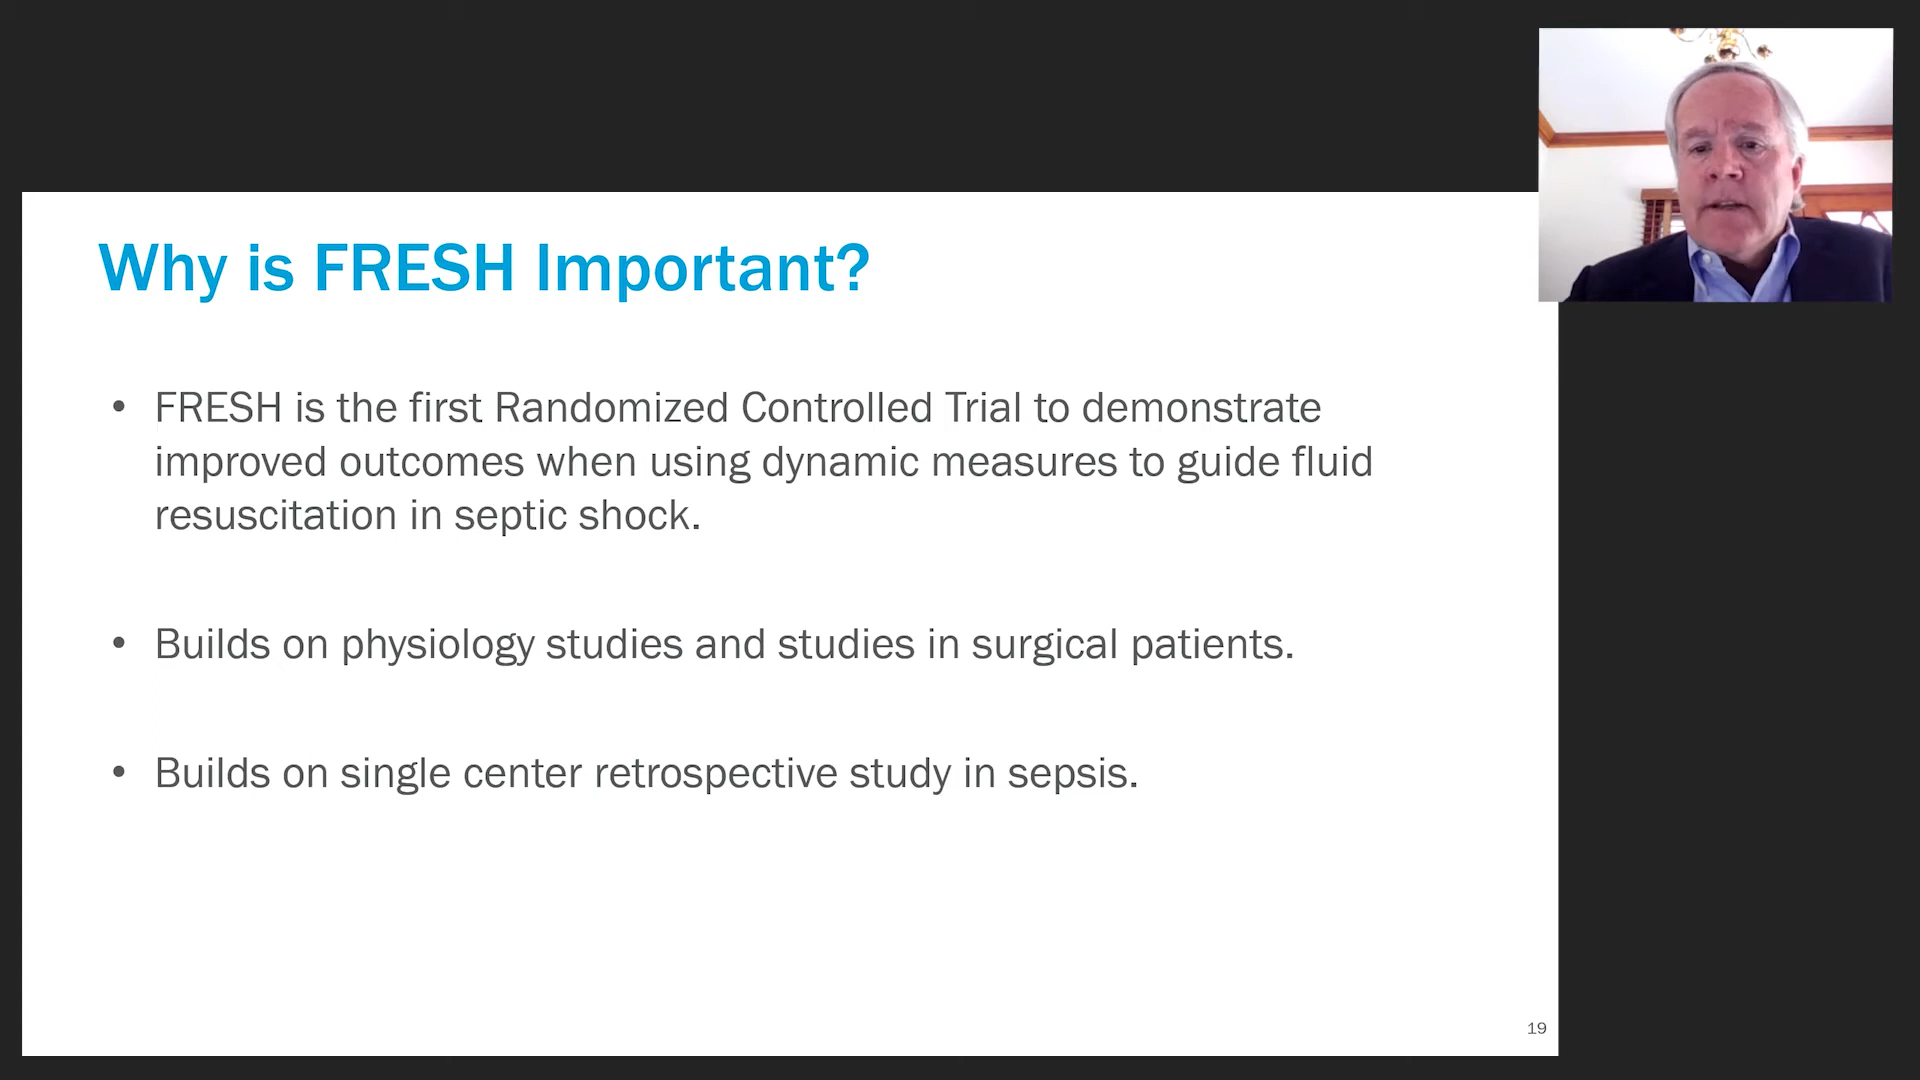 Why is FRESH Important?
• FRESH is the first Randomized Controlled Trial to demonstrate
improved outcomes when using dynamic measures to guide fluid
resuscitation in septic shock.
• Builds on physiology studies and studies in surgical patients.
• Builds on single center retrospective study in sepsis.
19